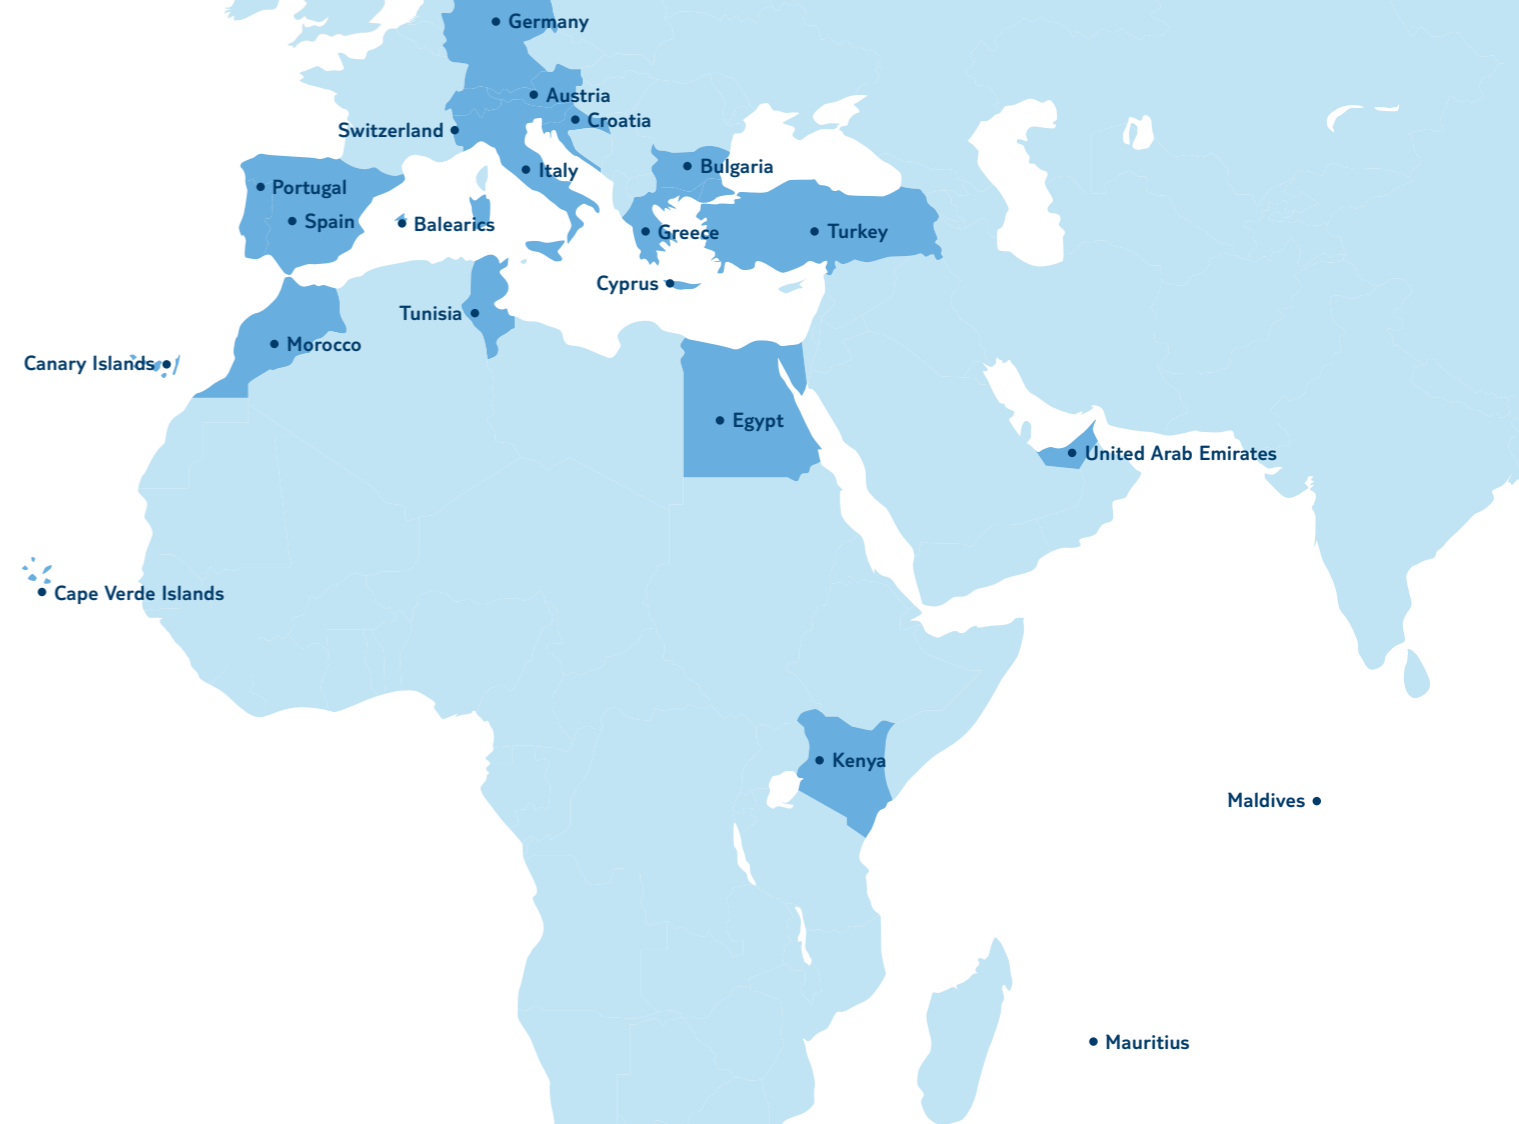 Germany
Austria
Croatia
Switzerland
Bulgaria
Italy
Portugal
Spain
Balearics
Greece
Turkey
Cyprus
Tunisia
Morocco
Canary Islands
Egypt
United Arab Emirates
Cape Verde Islands
Kenya
Maldives
Mauritius